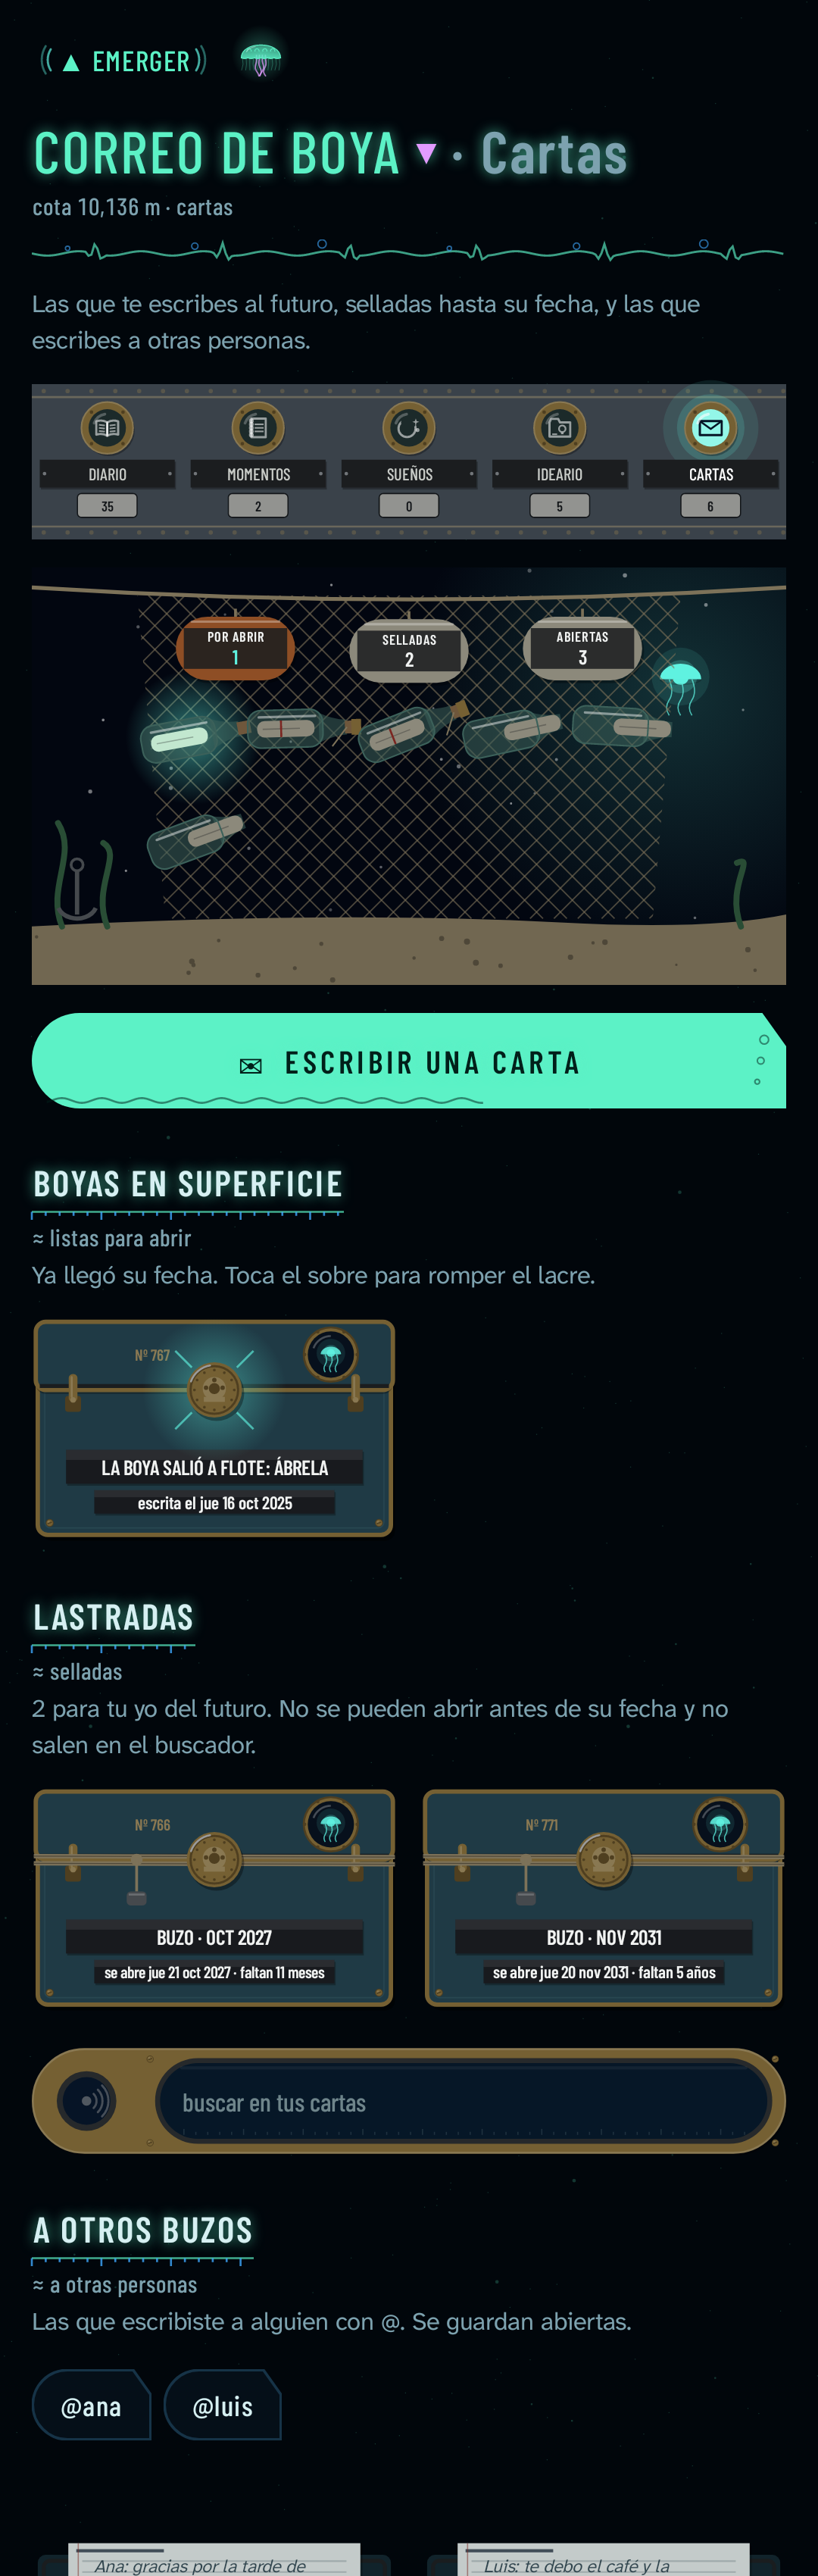 ▲ EMERGER
CORREO DE BOYA ▼ · Cartas
cota 10,136 m · cartas
Las que te escribes al futuro, selladas hasta su fecha, y las que
escribes a otras personas.
DIARIO
35
MOMENTOS
2
SUEÑOS
0
IDEARIO
5
CARTAS
6
POR ABRIR
1
SELLADAS
2
ABIERTAS
3
✉ ESCRIBIR UNA CARTA
BOYAS EN SUPERFICIE
≈ listas para abrir
Ya llegó su fecha. Toca el sobre para romper el lacre.
Nº 767
LA BOYA SALIÓ A FLOTE: ÁBRELA
escrita el jue 16 oct 2025
LASTRADAS
≈ selladas
2 para tu yo del futuro. No se pueden abrir antes de su fecha y no
salen en el buscador.
Nº 766
BUZO · OCT 2027
se abre jue 21 oct 2027 · faltan 11 meses
Nº 771
BUZO · NOV 2031
se abre jue 20 nov 2031 · faltan 5 años
buscar en tus cartas
A OTROS BUZOS
≈ a otras personas
Las que escribiste a alguien con @. Se guardan abiertas.
@ana
@luis
Ana: gracias por la tarde de
Luis: te debo el café y la